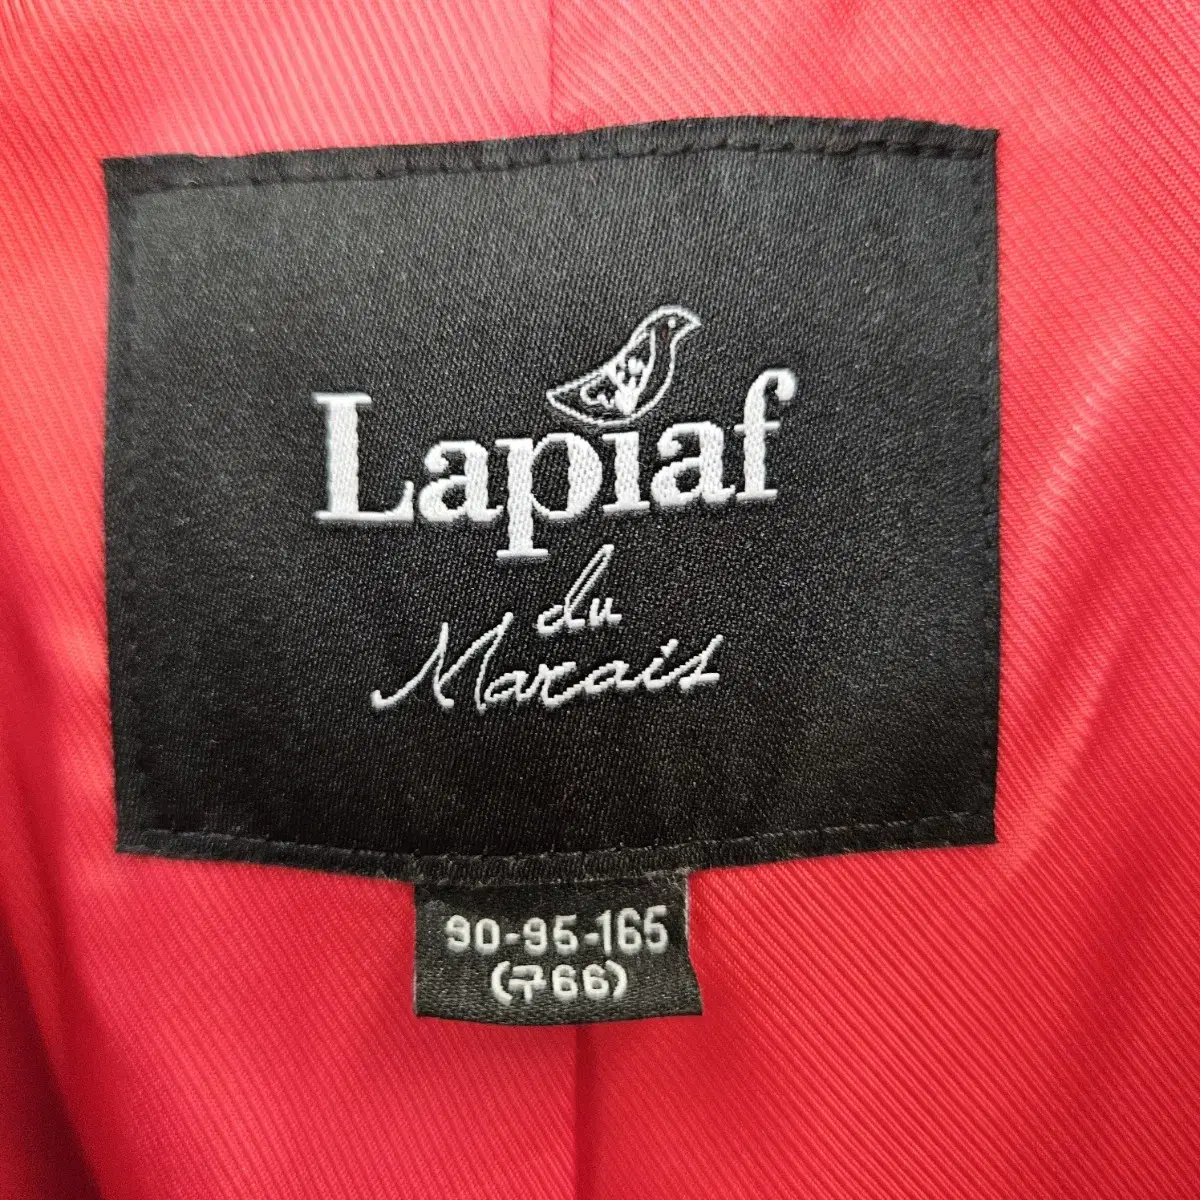 Lapiaf
du
Marais
90-95-165
(구66)